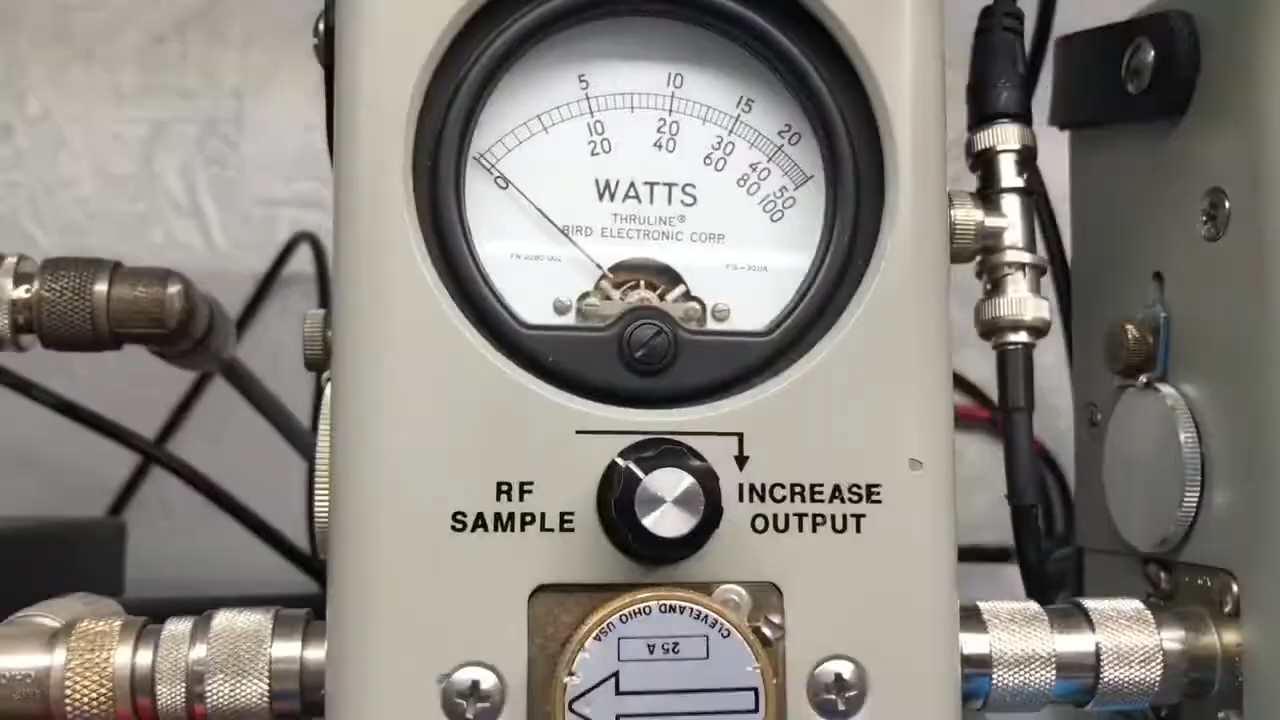 5 10 15 20
10 20 30 40 50
20 40 60 80 100
0
WATTS
THRULINE®
BIRD ELECTRONIC CORP.
RF
SAMPLE
INCREASE
OUTPUT
CLEVELAND, OHIO USA
25A